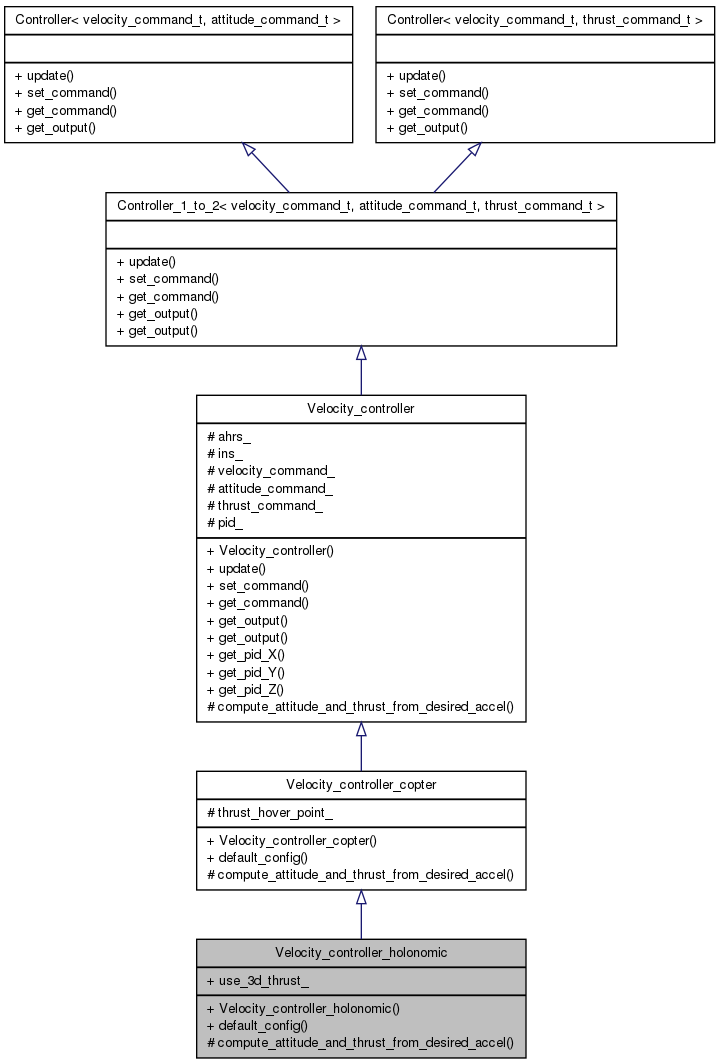 Controller< velocity_command_t, attitude_command_t >
+ update()
+ set_command()
+ get_command()
+ get_output()
Controller< velocity_command_t, thrust_command_t >
+ update()
+ set_command()
+ get_command()
+ get_output()
Controller_1_to_2< velocity_command_t, attitude_command_t, thrust_command_t >
+ update()
+ set_command()
+ get_command()
+ get_output()
+ get_output()
Velocity_controller
# ahrs_
# ins_
# velocity_command_
# attitude_command_
# thrust_command_
# pid_
+ Velocity_controller()
+ update()
+ set_command()
+ get_command()
+ get_output()
+ get_output()
+ get_pid_X()
+ get_pid_Y()
+ get_pid_Z()
# compute_attitude_and_thrust_from_desired_accel()
Velocity_controller_copter
# thrust_hover_point_
+ Velocity_controller_copter()
+ default_config()
# compute_attitude_and_thrust_from_desired_accel()
Velocity_controller_holonomic
+ use_3d_thrust_
+ Velocity_controller_holonomic()
+ default_config()
# compute_attitude_and_thrust_from_desired_accel()